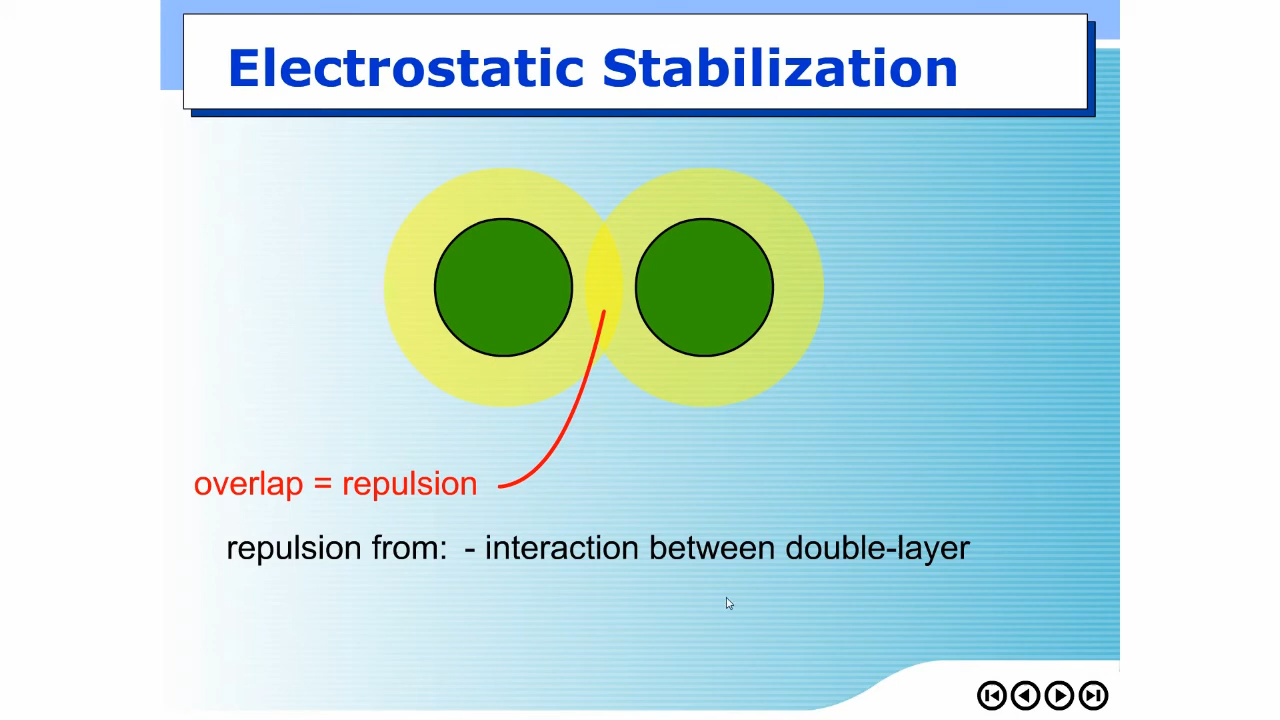 Electrostatic Stabilization
overlap = repulsion
repulsion from: - interaction between double-layer